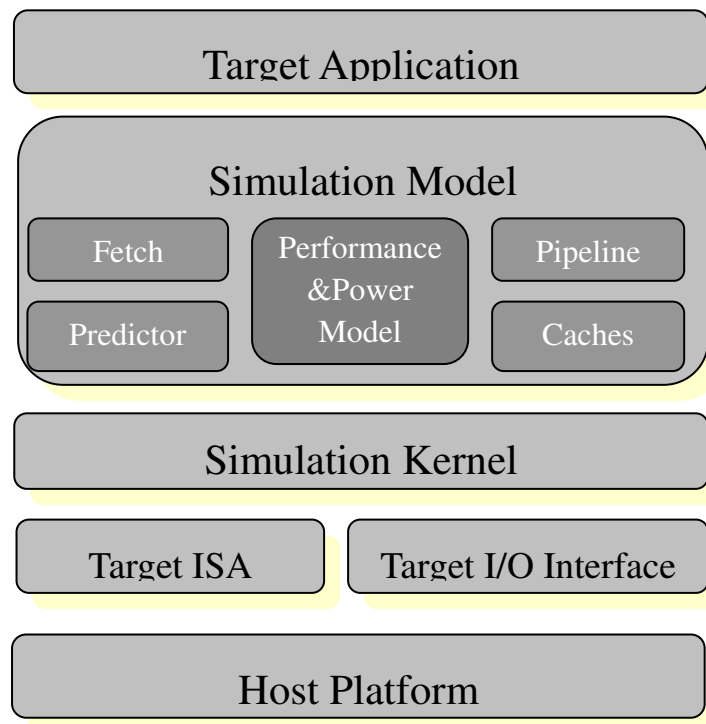 Target Application
Simulation Model
Fetch
Performance
&Power
Model
Pipeline
Predictor
Caches
Simulation Kernel
Target ISA
Target I/O Interface
Host Platform